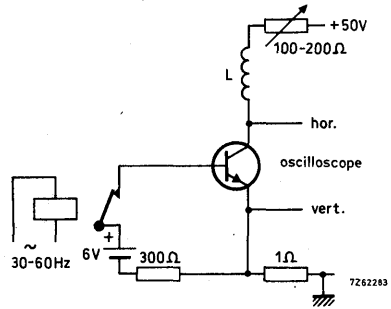 +50V
100-200Ω
L
hor.
oscilloscope
vert.
+
6V
300Ω
1Ω
~
30-60Hz
7Z62283